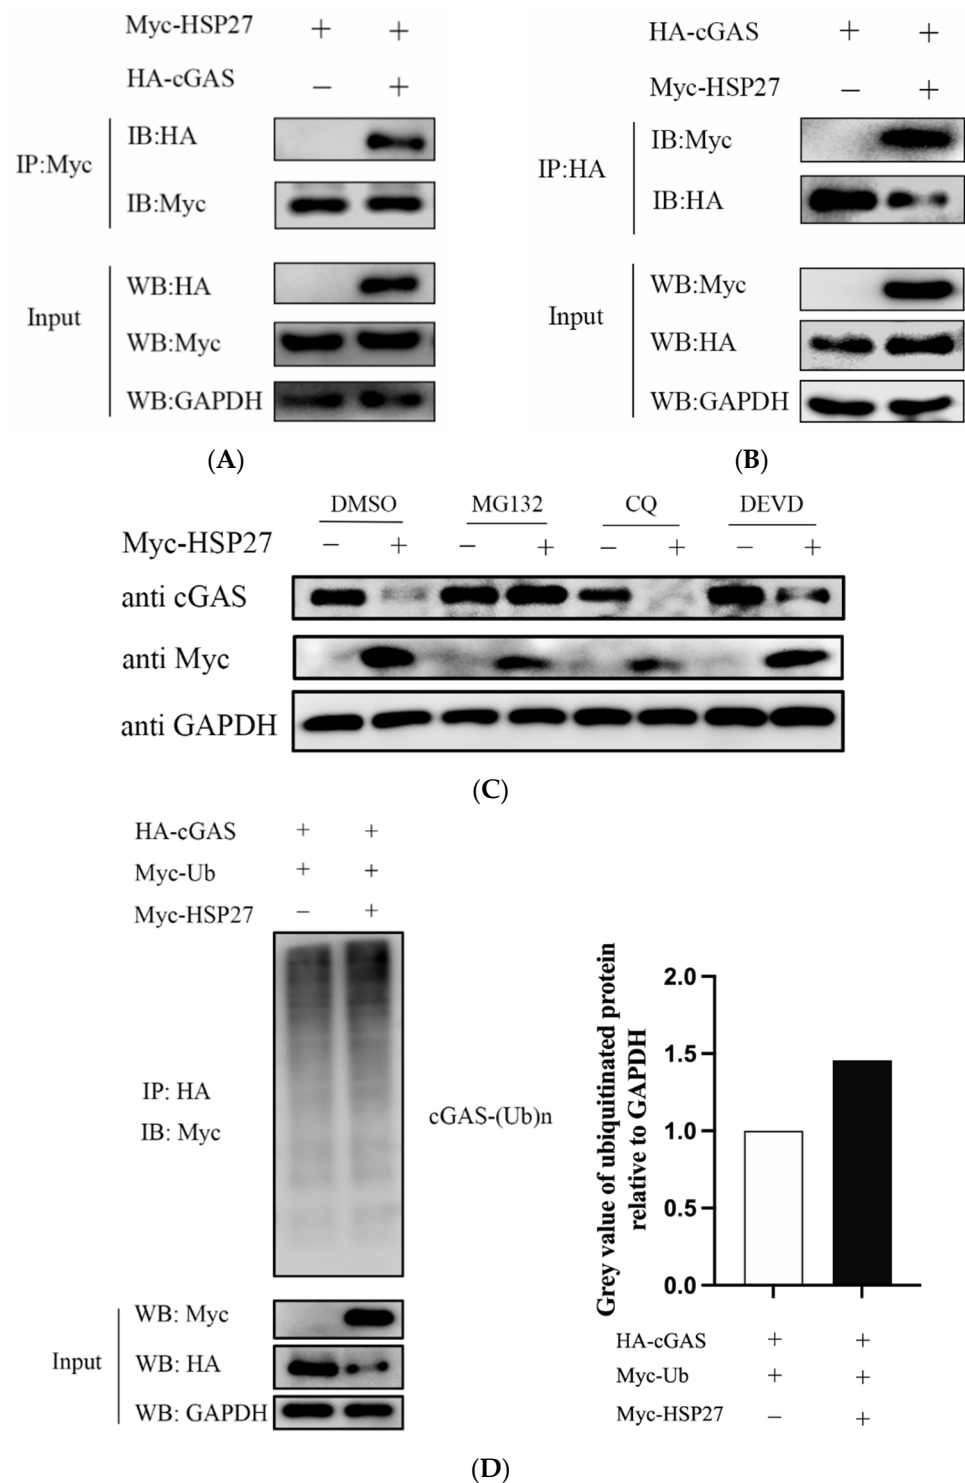 Myc-HSP27 + +
HA-cGAS − +
IP:Myc
IB:HA
IB:Myc
Input
WB:HA
WB:Myc
WB:GAPDH
(A)
HA-cGAS + +
Myc-HSP27 − +
IP:HA
IB:Myc
IB:HA
Input
WB:Myc
WB:HA
WB:GAPDH
(B)
DMSO MG132 CQ DEVD
Myc-HSP27 − + − + − + − +
anti cGAS
anti Myc
anti GAPDH
(C)
HA-cGAS + +
Myc-Ub + +
Myc-HSP27 − +
IP: HA
IB: Myc
cGAS-(Ub)n
Input
WB: Myc
WB: HA
WB: GAPDH
Grey value of ubiquitinated protein
relative to GAPDH
2.0
1.5
1.0
0.5
0.0
HA-cGAS + +
Myc-Ub + +
Myc-HSP27 − +
(D)